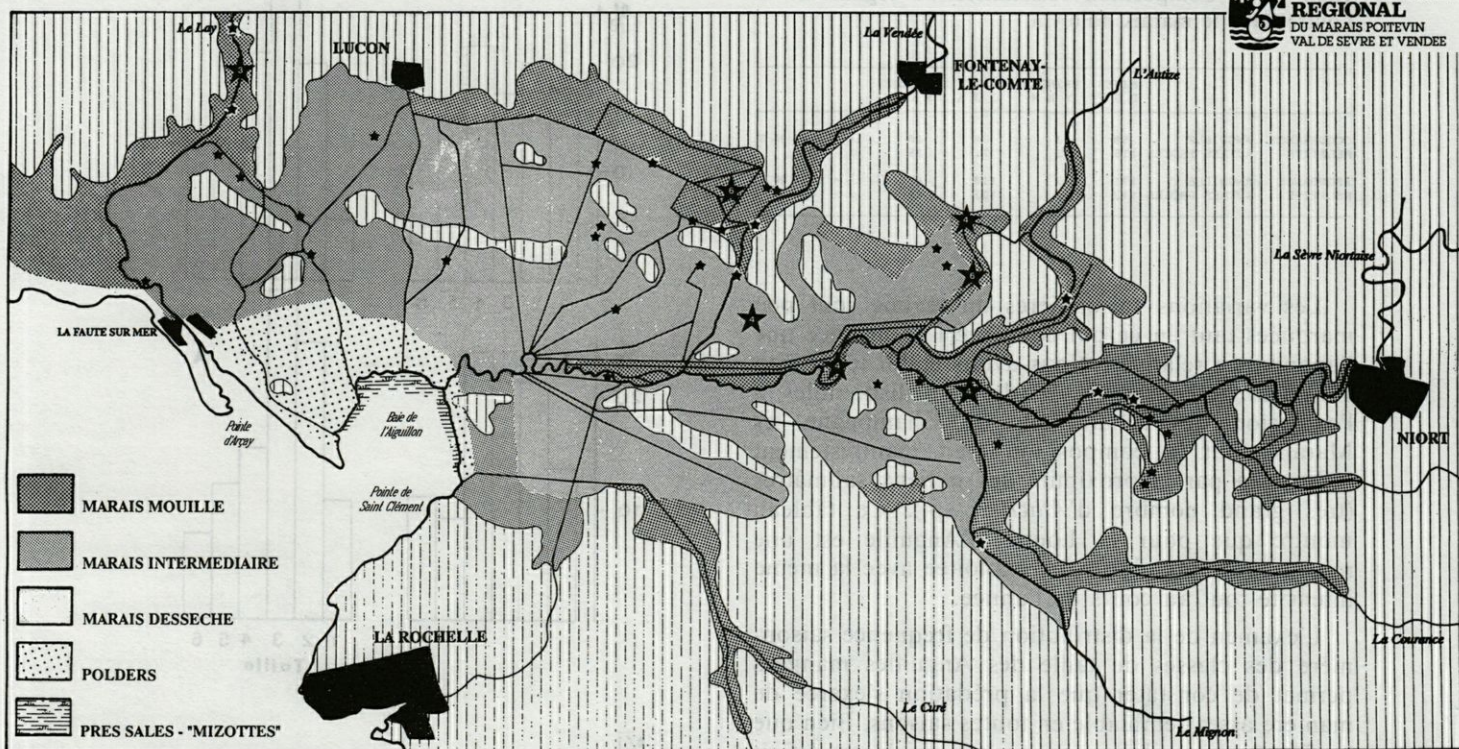 REGIONAL
DU MARAIS POITEVIN
VAL DE SEVRE ET VENDEE
Le Lay
LUCON
La Vendée
FONTENAY-
LE-COMTE
L'Autize
La Sèvre Niortaise
LA FAUTE SUR MER
Pointe
d'Arçay
Baie de
l'Aiguillon
Pointe de
Saint Clément
NIORT
MARAIS MOUILLE
MARAIS INTERMEDIAIRE
MARAIS DESSECHE
POLDERS
PRES SALES - "MIZOTTES"
LA ROCHELLE
Le Curé
Le Mignon
La Courance